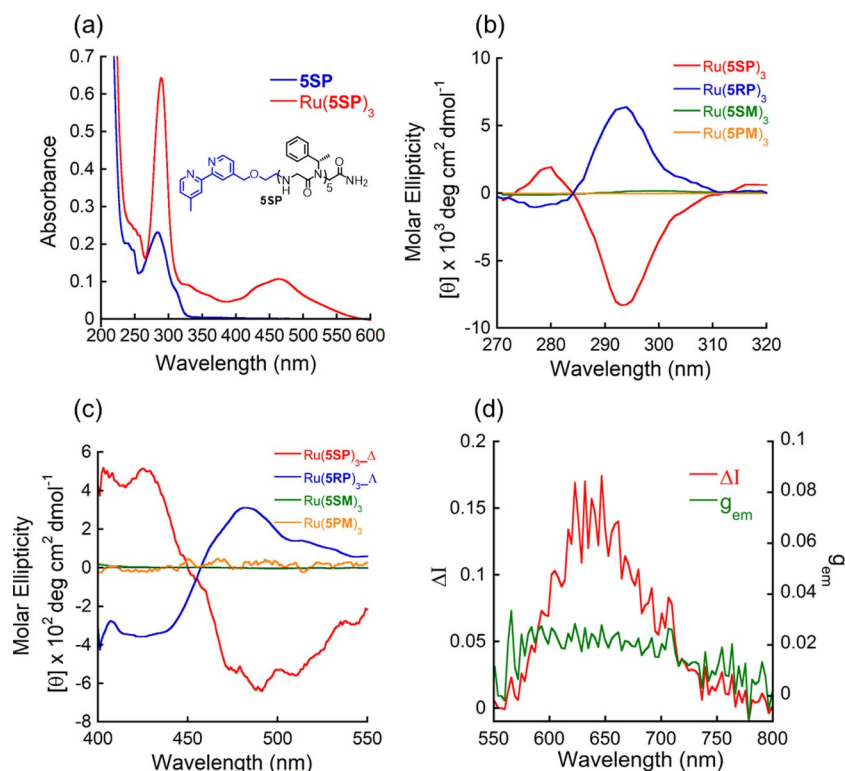 (a)
0.7
0.6
0.5
0.4
0.3
0.2
0.1
0
Absorbance
200 250 300 350 400 450 500 550 600
Wavelength (nm)
5SP
Ru(5SP)3
N
N
O
N
H
O
N
5
O
NH2
5SP
(b)
10
5
0
-5
-10
Molar Ellipticity
[θ] x 10³ deg cm² dmol⁻¹
270 280 290 300 310 320
Wavelength (nm)
Ru(5SP)3
Ru(5RP)3
Ru(5SM)3
Ru(5PM)3
(c)
6
4
2
0
-2
-4
-6
-8
Molar Ellipticity
[θ] x 10² deg cm² dmol⁻¹
400 450 500 550
Wavelength (nm)
Ru(5SP)3_Δ
Ru(5RP)3_Λ
Ru(5SM)3
Ru(5PM)3
(d)
0.2
0.15
0.1
0.05
0
ΔI
0.1
0.08
0.06
0.04
0.02
0
gem
550 600 650 700 750 800
Wavelength (nm)
ΔI
gem